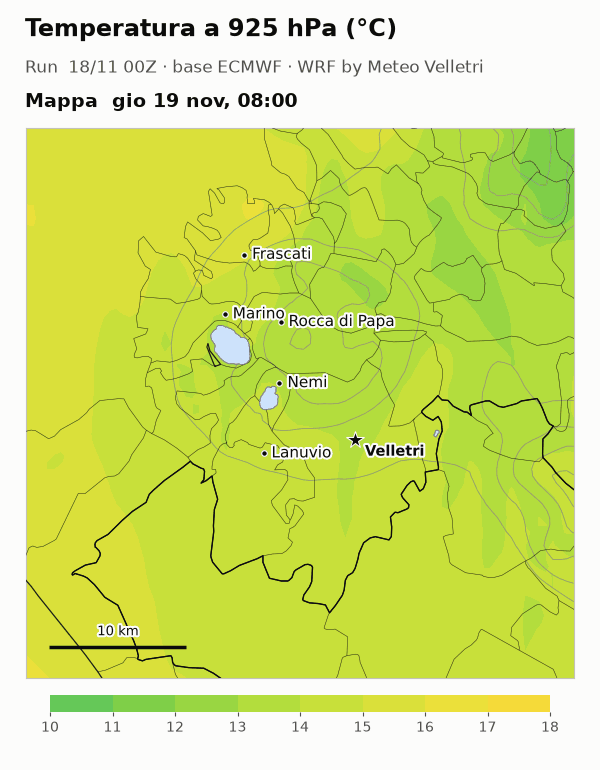 Temperatura a 925 hPa (°C)
Run  18/11 00Z · base ECMWF · WRF by Meteo Velletri
Mappa  gio 19 nov, 08:00
Frascati
Marino
Rocca di Papa
Nemi
Velletri
Lanuvio
10 km
10 11 12 13 14 15 16 17 18